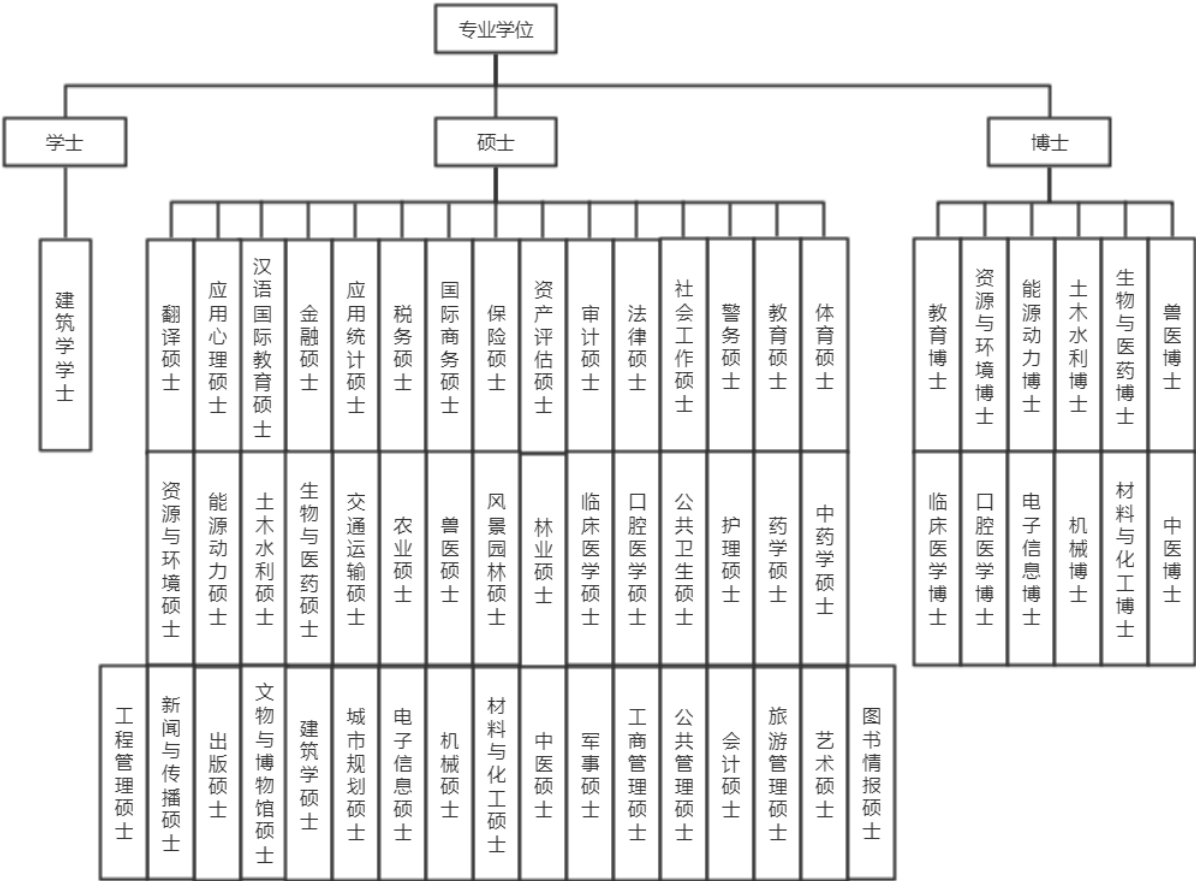 专业学位
学士
硕士
博士
建筑学学士
翻译硕士
应用心理硕士
汉语国际教育硕士
金融硕士
应用统计硕士
税务硕士
国际商务硕士
保险硕士
资产评估硕士
审计硕士
法律硕士
社会工作硕士
警务硕士
教育硕士
体育硕士
教育博士
资源与环境博士
能源动力博士
土木水利博士
生物与医药博士
兽医博士
资源与环境硕士
能源动力硕士
土木水利硕士
生物与医药硕士
交通运输硕士
农业硕士
兽医硕士
风景园林硕士
林业硕士
临床医学硕士
口腔医学硕士
公共卫生硕士
护理硕士
药学硕士
中药学硕士
临床医学博士
口腔医学博士
电子信息博士
机械博士
材料与化工博士
中医博士
工程管理硕士
新闻与传播硕士
出版硕士
文物与博物馆硕士
建筑学硕士
城市规划硕士
电子信息硕士
机械硕士
材料与化工硕士
中医硕士
军事硕士
工商管理硕士
公共管理硕士
会计硕士
旅游管理硕士
艺术硕士
图书情报硕士